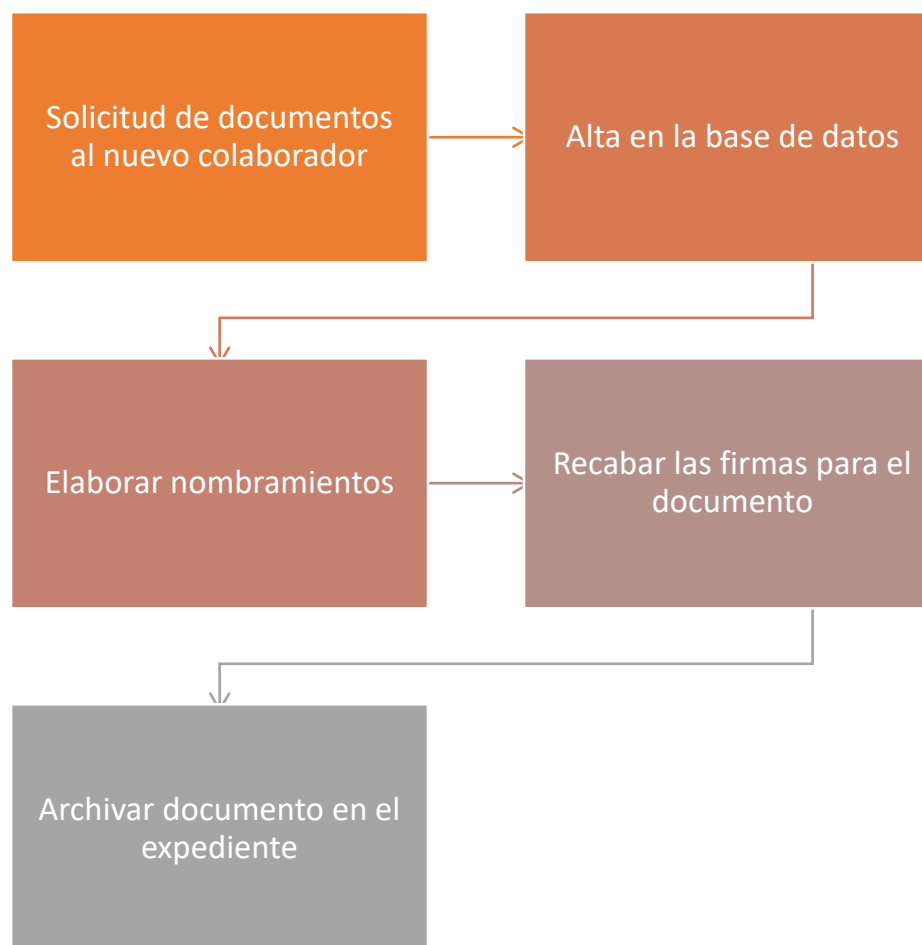 Solicitud de documentos
al nuevo colaborador
Alta en la base de datos
Elaborar nombramientos
Recabar las firmas para el
documento
Archivar documento en el
expediente